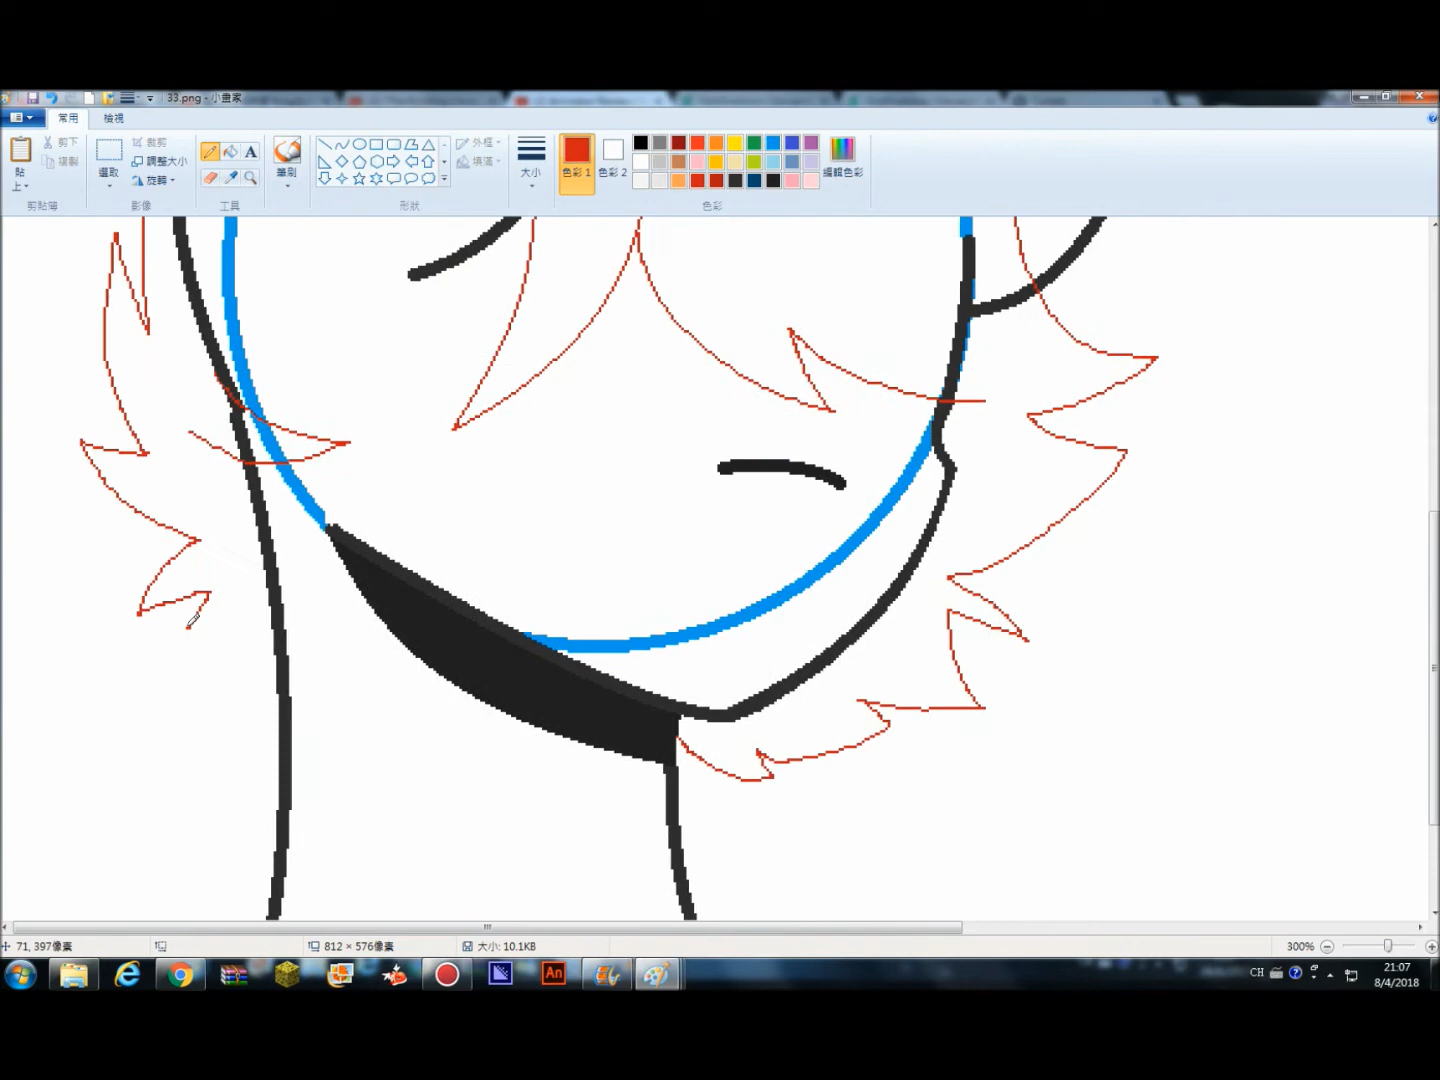 33.png - 小畫家
常用 檢視
貼上
剪下
複製
剪貼簿
選取
裁剪
調整大小
旋轉
影像
A
工具
筆刷
外框
填滿
形狀
大小
色彩 1
色彩 2
編輯色彩
色彩
71, 397像素 812 × 576像素 大小: 10.1KB 300%
An CH 21:07
8/4/2018